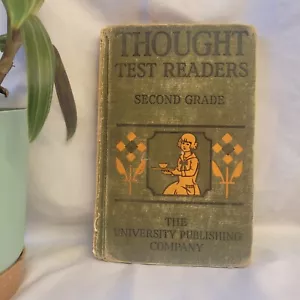 THOUGHT
TEST READERS
SECOND GRADE
THE
UNIVERSITY PUBLISHING
COMPANY